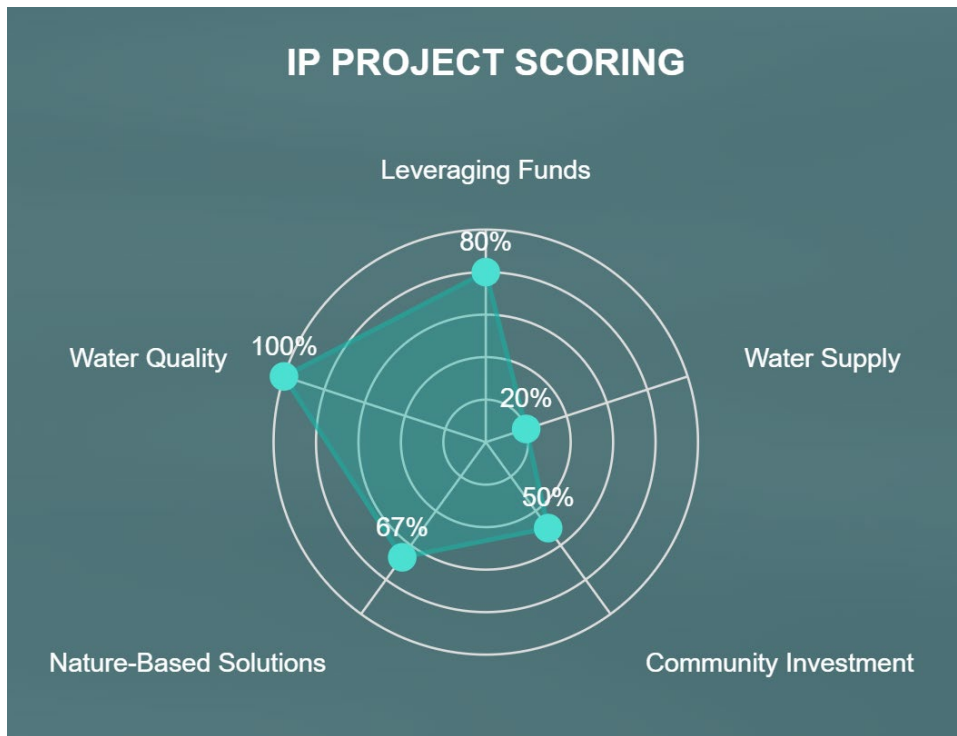 IP PROJECT SCORING
Leveraging Funds
80%
100%
Water Quality
Water Supply
20%
50%
67%
Nature-Based Solutions
Community Investment